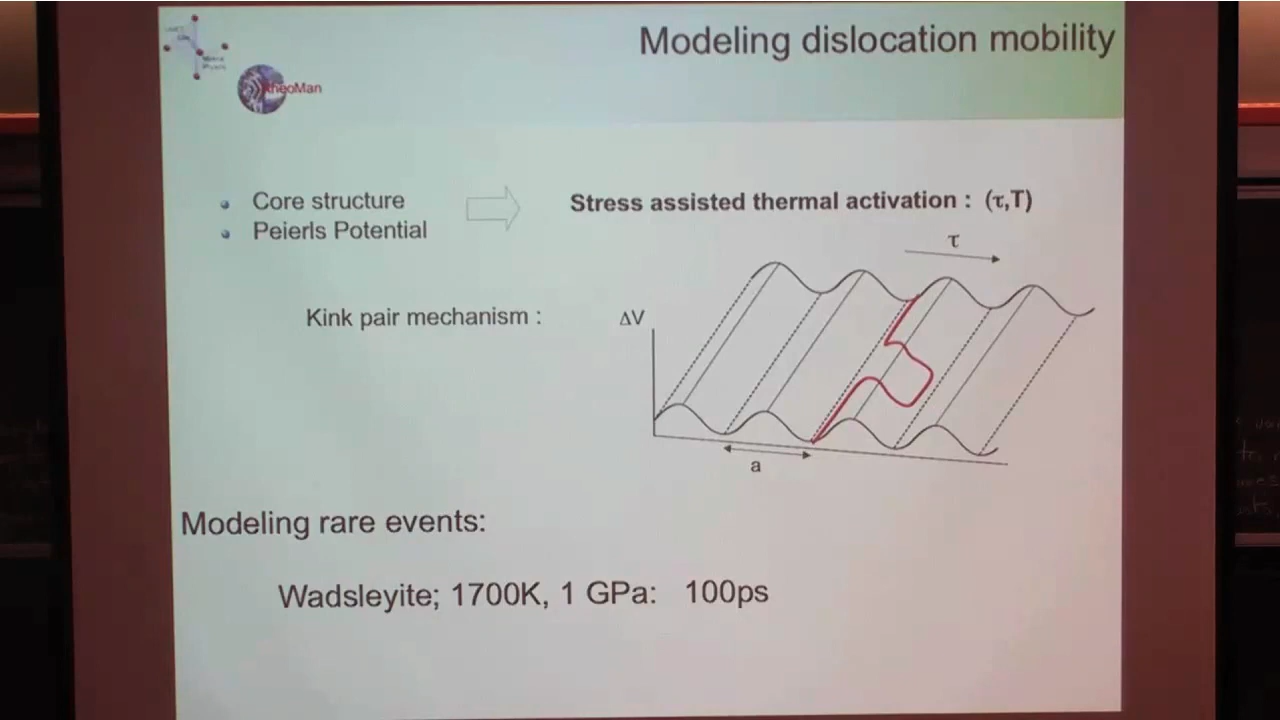 Modeling dislocation mobility
RheoMan
Core structure
Peierls Potential
Stress assisted thermal activation : (τ,T)
τ
Kink pair mechanism :
ΔV
a
Modeling rare events:
Wadsleyite; 1700K, 1 GPa: 100ps